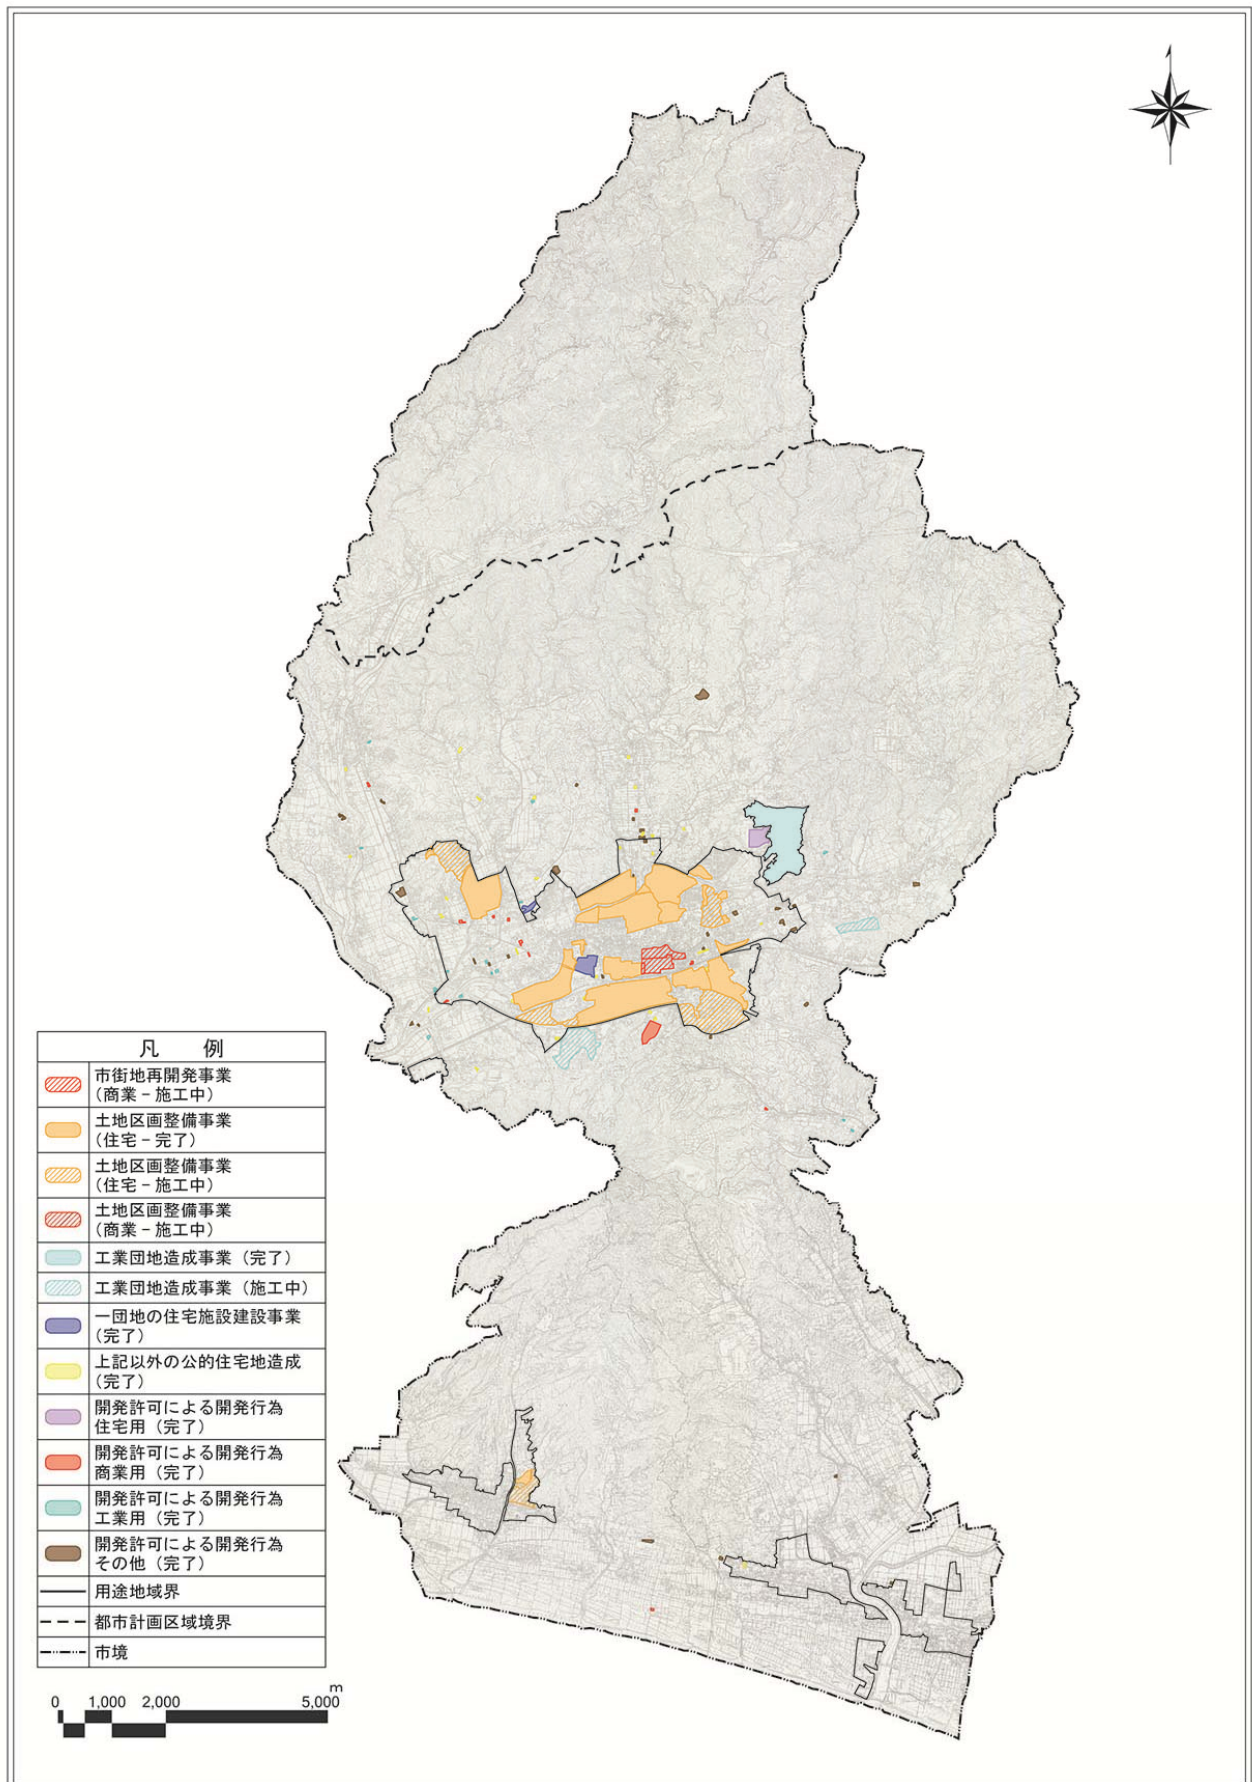 凡 例
市街地再開発事業
（商業－施工中）
土地区画整備事業
（住宅－完了）
土地区画整備事業
（住宅－施工中）
土地区画整備事業
（商業－施工中）
工業団地造成事業（完了）
工業団地造成事業（施工中）
一団地の住宅施設建設事業
（完了）
上記以外の公的住宅地造成
（完了）
開発許可による開発行為
住宅用（完了）
開発許可による開発行為
商業用（完了）
開発許可による開発行為
工業用（完了）
開発許可による開発行為
その他（完了）
用途地域界
都市計画区域境界
市境
0 1,000 2,000 5,000 m